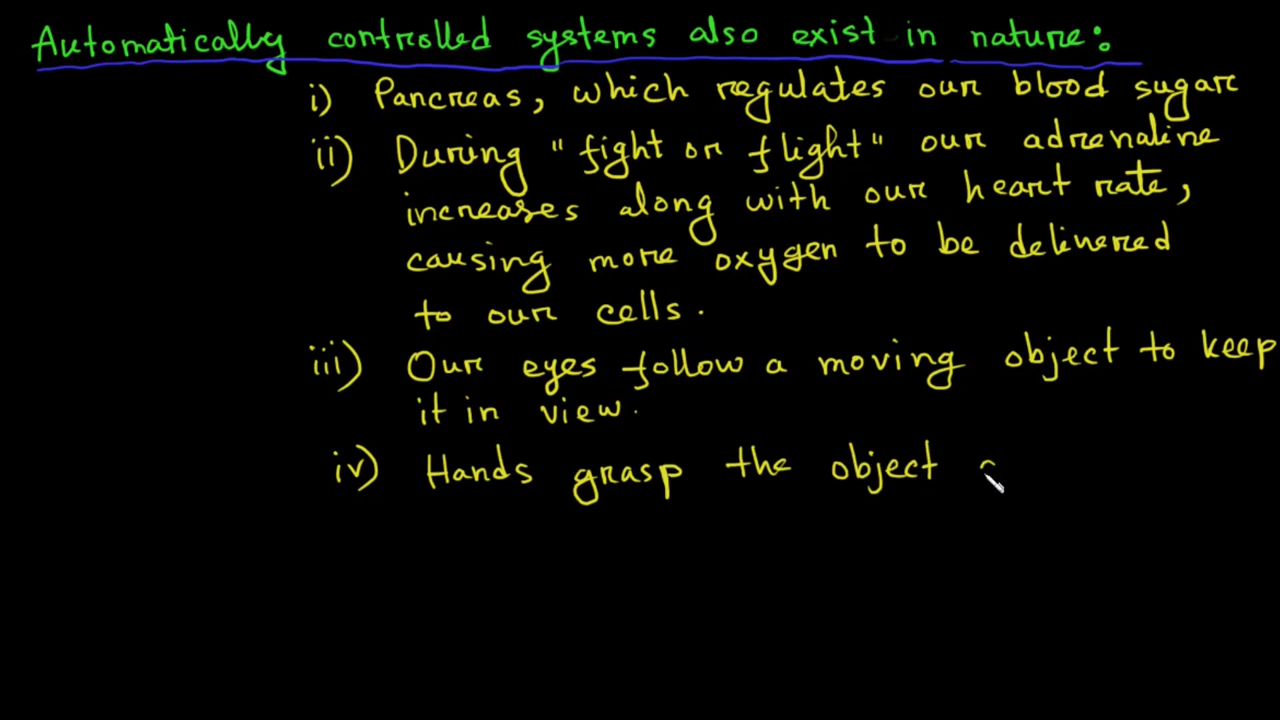 Automatically controlled systems also exist in nature:
i) Pancreas, which regulates our blood sugar
ii) During "fight or flight" our adrenaline
increases along with our heart rate,
causing more oxygen to be delivered
to our cells.
iii) Our eyes follow a moving object to keep
it in view.
iv) Hands grasp the object